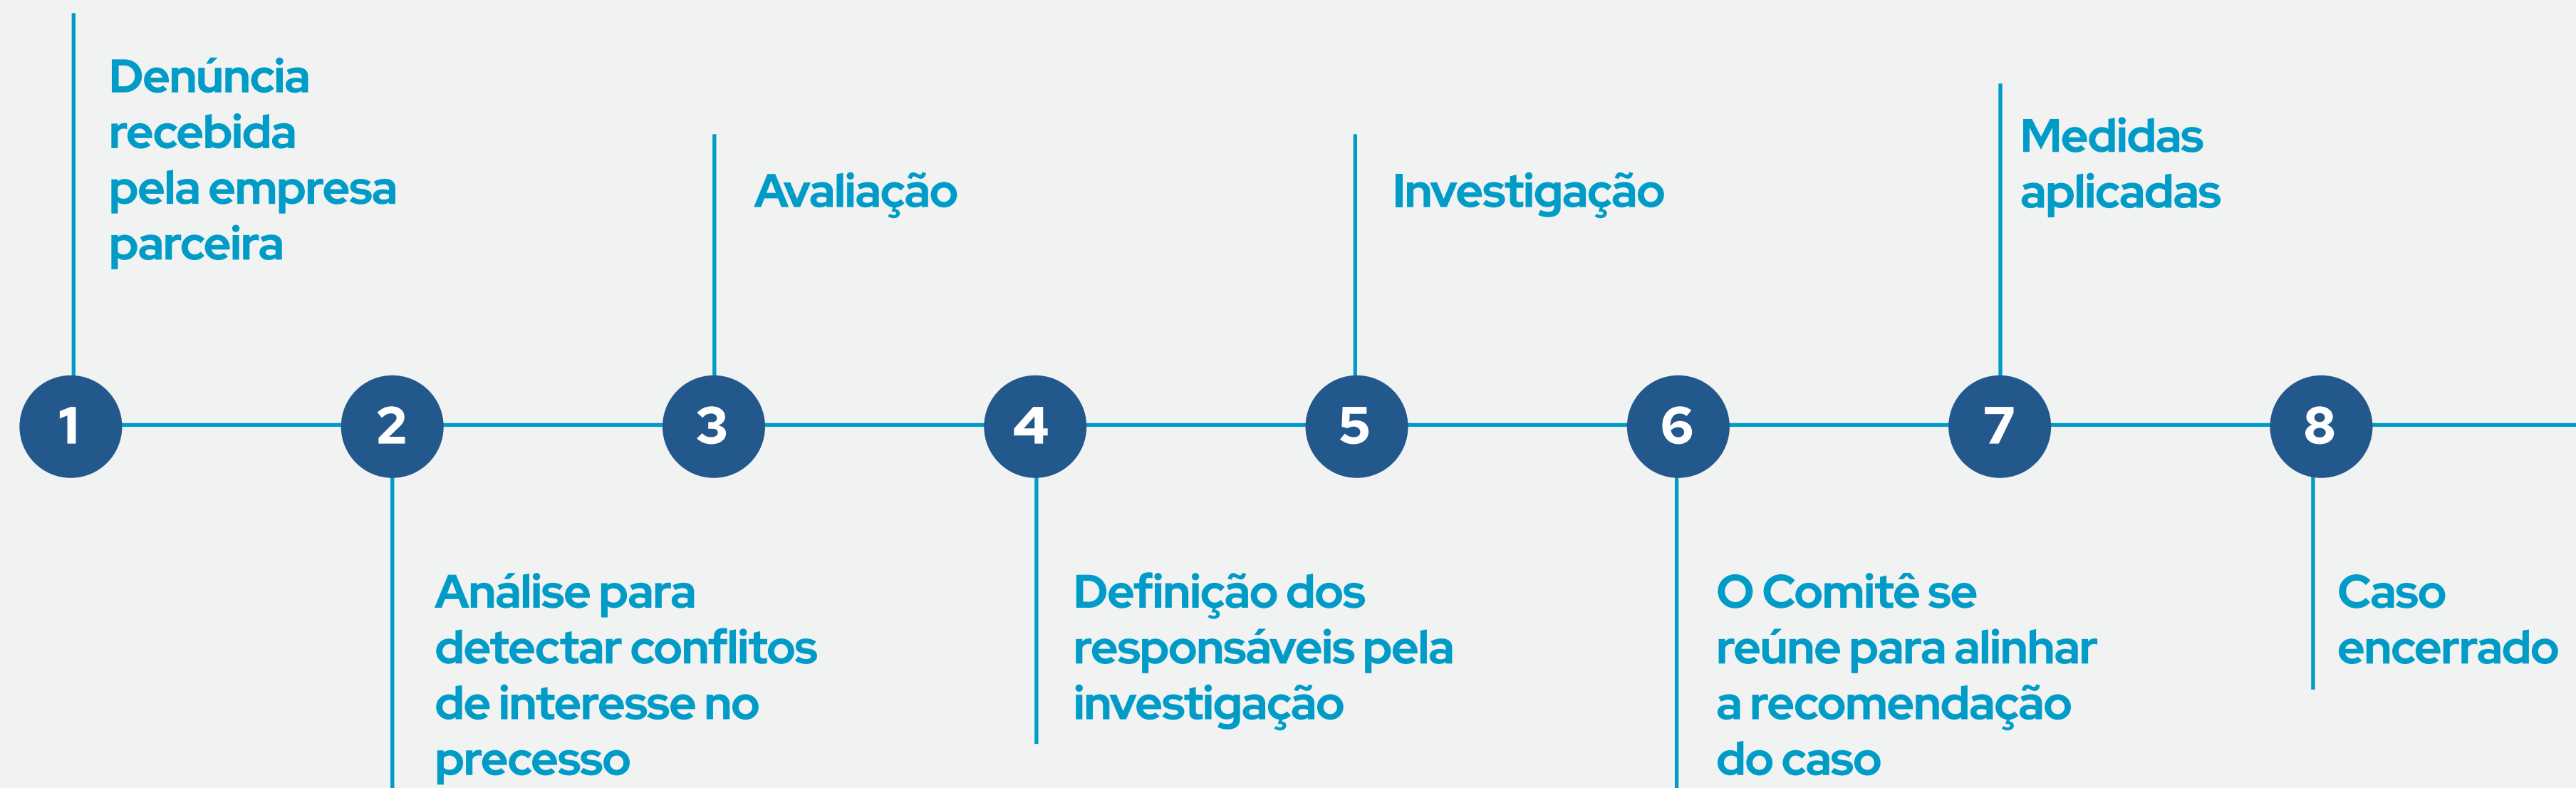 1
Denúncia
recebida
pela empresa
parceira
2
Análise para
detectar conflitos
de interesse no
precesso
3
Avaliação
4
Definição dos
responsáveis pela
investigação
5
Investigação
6
O Comitê se
reúne para alinhar
a recomendação
do caso
7
Medidas
aplicadas
8
Caso
encerrado